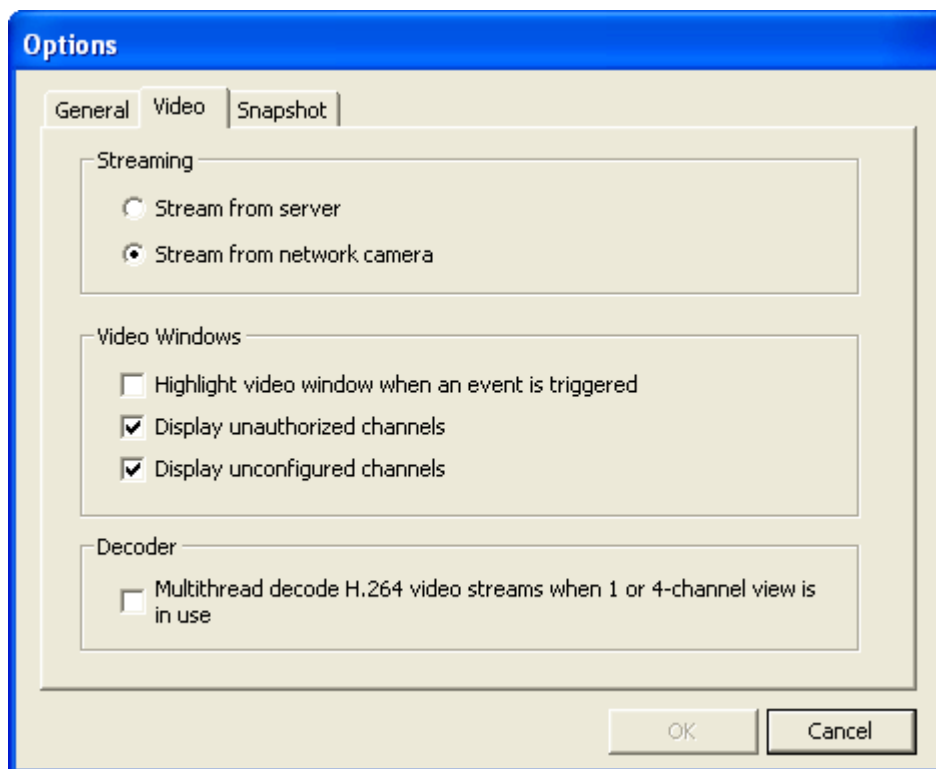 Options
General Video Snapshot
Streaming
Stream from server
Stream from network camera
Video Windows
Highlight video window when an event is triggered
Display unauthorized channels
Display unconfigured channels
Decoder
Multithread decode H.264 video streams when 1 or 4-channel view is
in use
OK Cancel